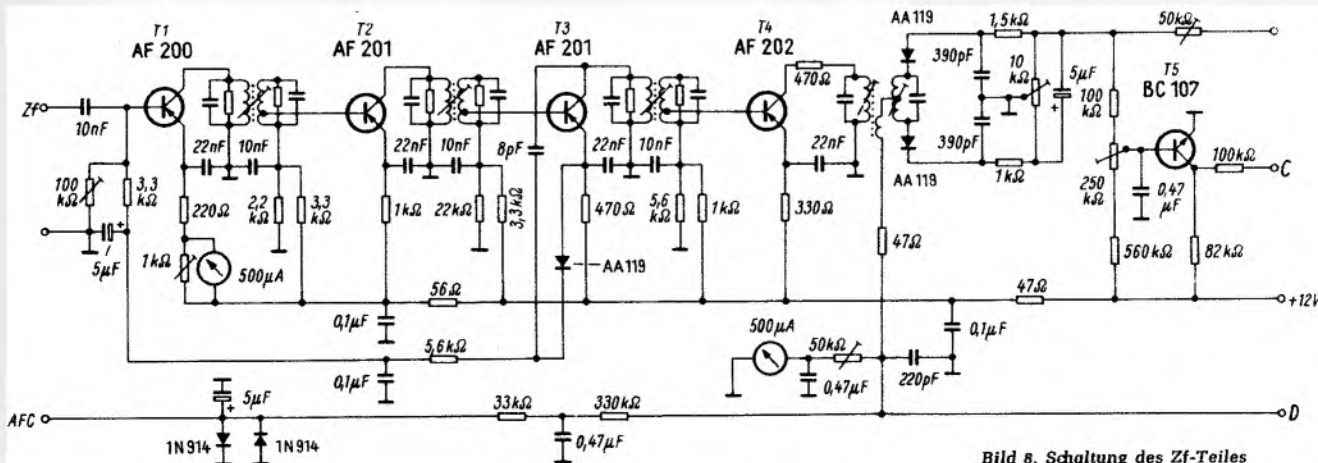 T1
AF 200
T2
AF 201
T3
AF 201
T4
AF 202
AA 119
1,5kΩ
50kΩ
470Ω
390pF
10
kΩ
5µF
T5
BC 107
Zf
10nF
22nF
10nF
22nF
10nF
8pF
22nF
10nF
22nF
390pF
100
kΩ
AA 119
1kΩ
250
kΩ
0,47
µF
100kΩ
C
100
kΩ
3,3
kΩ
220Ω
2,2
kΩ
3,3
kΩ
1kΩ
22kΩ
3,3kΩ
470Ω
5,6
kΩ
1kΩ
330Ω
47Ω
560kΩ
82kΩ
5µF
1kΩ
500µA
AA119
56Ω
47Ω
+12V
0,1µF
500µA
50kΩ
0,1µF
5,6kΩ
0,1µF
0,47µF
220pF
5µF
AFC
33kΩ
330kΩ
D
1N914
1N914
0,47µF
Bild 8. Schaltung des Zf-Teiles